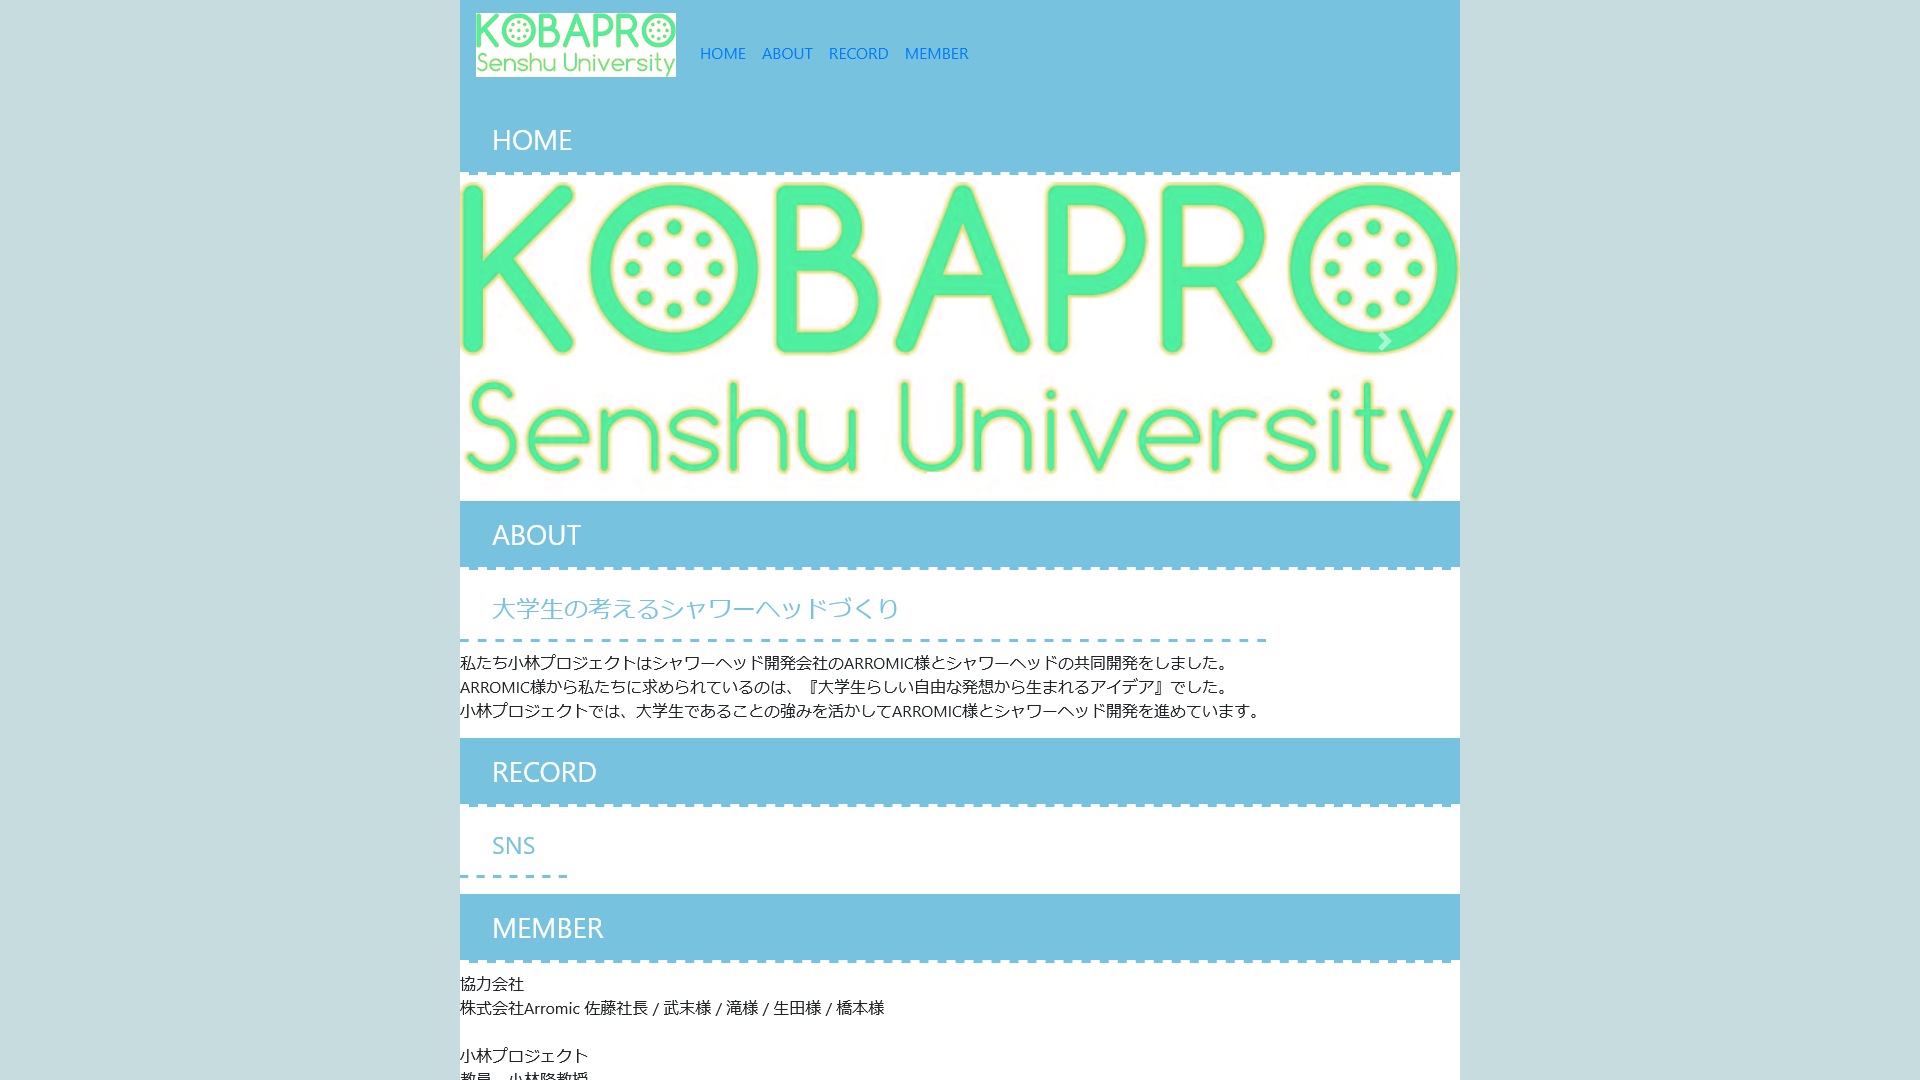 KOBAPRO
Senshu University
HOME ABOUT RECORD MEMBER
HOME
KOBAPRO
Senshu University
ABOUT
大学生の考えるシャワーヘッドづくり
私たち小林プロジェクトはシャワーヘッド開発会社のARROMIC様とシャワーヘッドの共同開発をしました。
ARROMIC様から私たちに求められているのは、『大学生らしい自由な発想から生まれるアイデア』でした。
小林プロジェクトでは、大学生であることの強みを活かしてARROMIC様とシャワーヘッド開発を進めています。
RECORD
SNS
MEMBER
協力会社
株式会社Arromic 佐藤社長 / 武末様 / 滝様 / 生田様 / 橋本様
小林プロジェクト
教員　小林隆教授